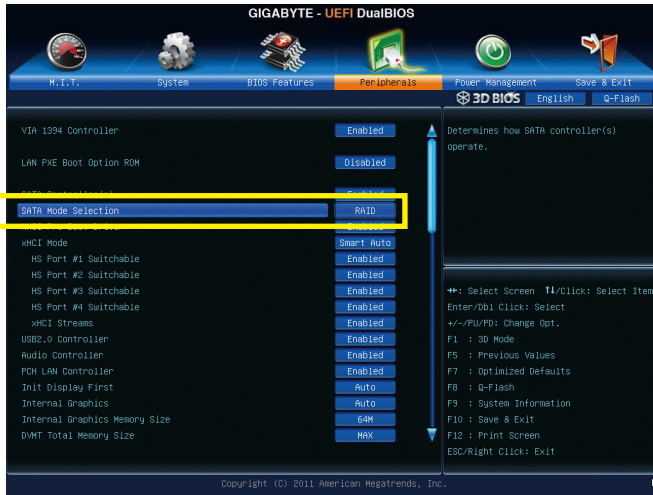 GIGABYTE - UEFI DualBIOS
M.I.T. System BIOS Features Peripherals Power Management Save & Exit
3D BIOS English Q-Flash
VIA 1394 Controller Enabled
LAN PXE Boot Option ROM Disabled
SATA Controller(s) Enabled
SATA Mode Selection RAID
Enabled
xHCI Mode Smart Auto
HS Port #1 Switchable Enabled
HS Port #2 Switchable Enabled
HS Port #3 Switchable Enabled
HS Port #4 Switchable Enabled
xHCI Streams Enabled
USB2.0 Controller Enabled
Audio Controller Enabled
PCH LAN Controller Enabled
Init Display First Auto
Internal Graphics Auto
Internal Graphics Memory Size 64M
DVMT Total Memory Size MAX
Determines how SATA controller(s)
operate.
→←: Select Screen ↑↓/Click: Select Item
Enter/Dbl Click: Select
+/-/PU/PD: Change Opt.
F1 : 3D Mode
F5 : Previous Values
F7 : Optimized Defaults
F8 : Q-Flash
F9 : System Information
F10 : Save & Exit
F12 : Print Screen
ESC/Right Click: Exit
Copyright (C) 2011 American Megatrends, Inc.